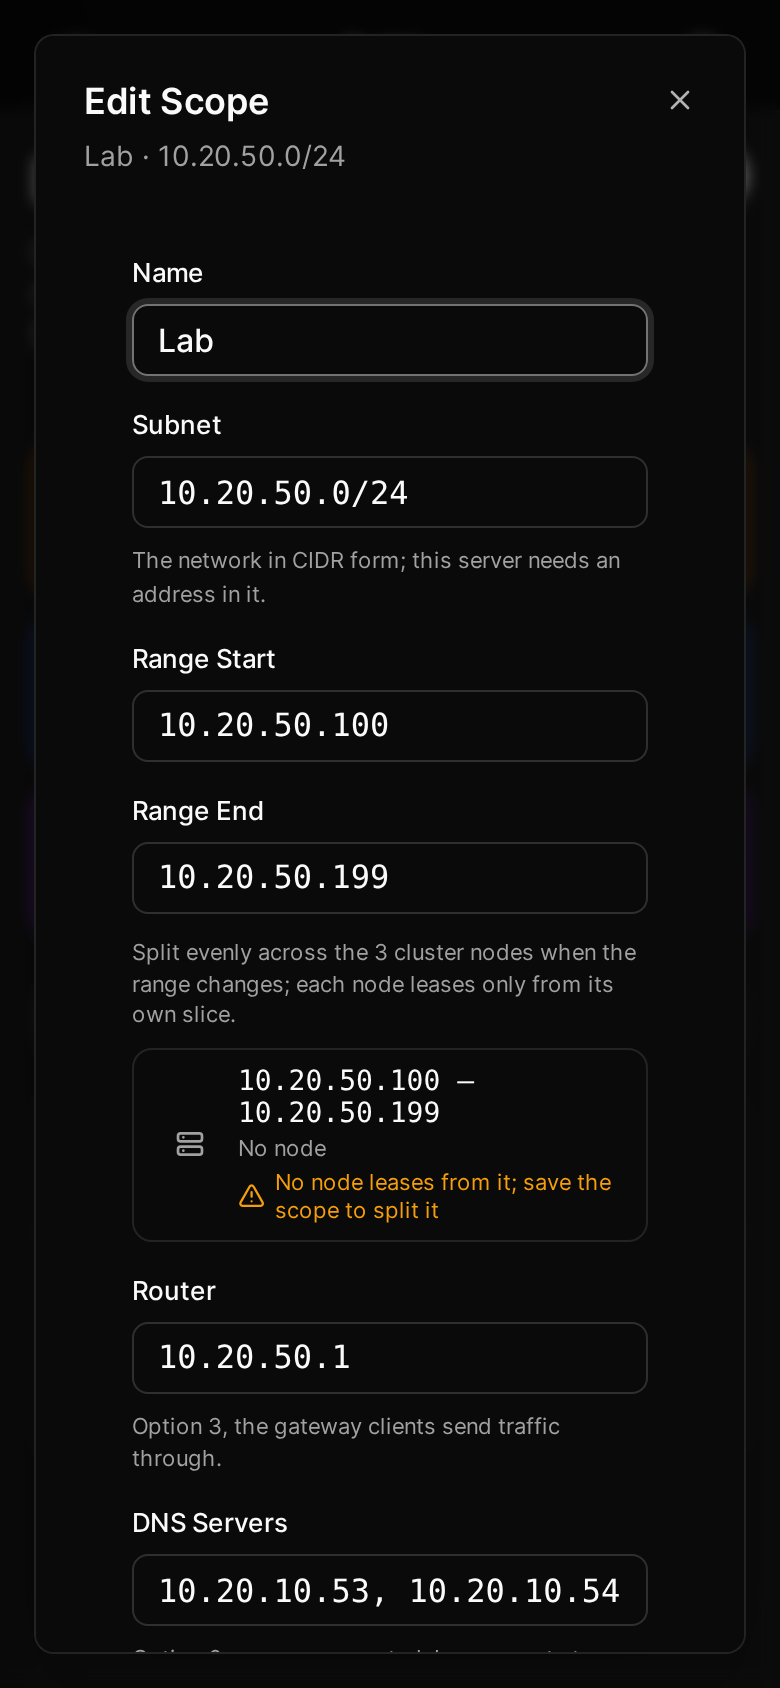 Edit Scope
Lab · 10.20.50.0/24
Name
Lab
Subnet
10.20.50.0/24
The network in CIDR form; this server needs an
address in it.
Range Start
10.20.50.100
Range End
10.20.50.199
Split evenly across the 3 cluster nodes when the
range changes; each node leases only from its
own slice.
10.20.50.100 –
10.20.50.199
No node
No node leases from it; save the
scope to split it
Router
10.20.50.1
Option 3, the gateway clients send traffic
through.
DNS Servers
10.20.10.53, 10.20.10.54